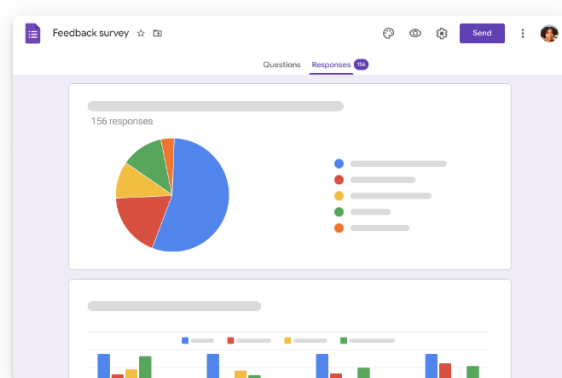 Feedback survey
Send
Questions
Responses 156
156 responses